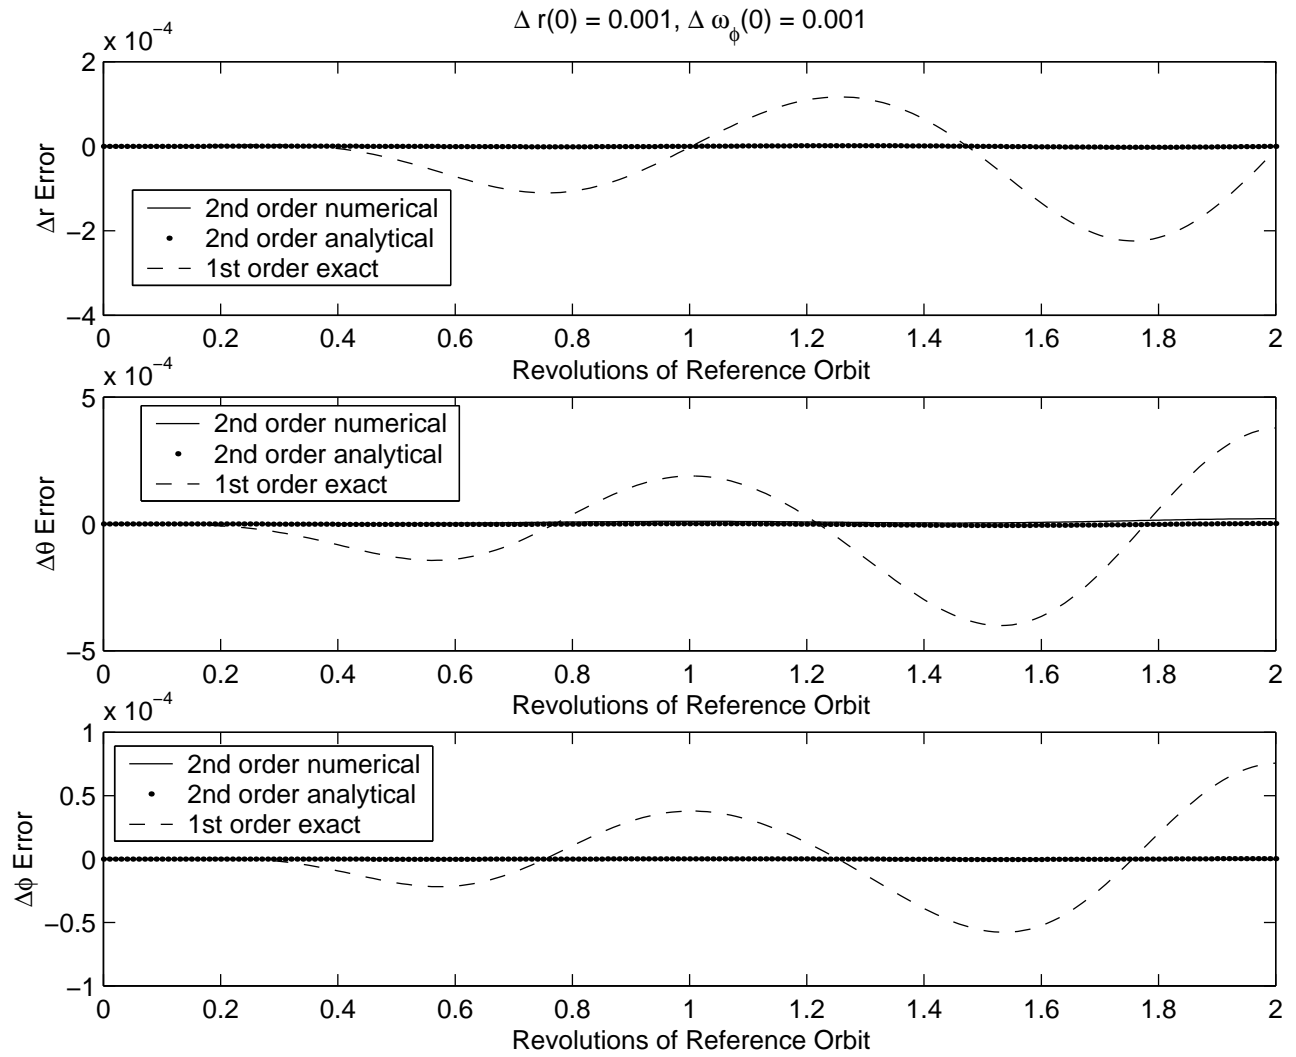 Δ r(0) = 0.001, Δ ω_ϕ(0) = 0.001
x 10^−4
2
0
−2
−4
Δr Error
2nd order numerical
2nd order analytical
1st order exact
0 0.2 0.4 0.6 0.8 1 1.2 1.4 1.6 1.8 2
Revolutions of Reference Orbit
x 10^−4
5
0
−5
Δθ Error
2nd order numerical
2nd order analytical
1st order exact
0 0.2 0.4 0.6 0.8 1 1.2 1.4 1.6 1.8 2
Revolutions of Reference Orbit
x 10^−4
1
0.5
0
−0.5
−1
Δϕ Error
2nd order numerical
2nd order analytical
1st order exact
0 0.2 0.4 0.6 0.8 1 1.2 1.4 1.6 1.8 2
Revolutions of Reference Orbit